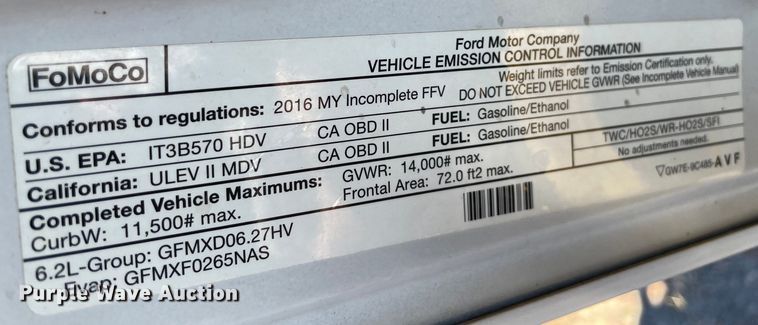 FoMoCo
Ford Motor Company
VEHICLE EMISSION CONTROL INFORMATION
Conforms to regulations: 2016 MY Incomplete FFV
Weight limits refer to Emission Certification only.
DO NOT EXCEED VEHICLE GVWR (See Incomplete Vehicle Manual)
U.S. EPA: IT3B570 HDV CA OBD II FUEL: Gasoline/Ethanol
California: ULEV II MDV CA OBD II FUEL: Gasoline/Ethanol
TWC/HO2S/WR-HO2S/SFI
No adjustments needed.
Completed Vehicle Maximums: GVWR: 14,000# max.
CurbW: 11,500# max. Frontal Area: 72.0 ft2 max.
▽GW7E-9C485-AVF
6.2L-Group: GFMXD06.27HV
Evap: GFMXF0265NAS
Purple Wave Auction